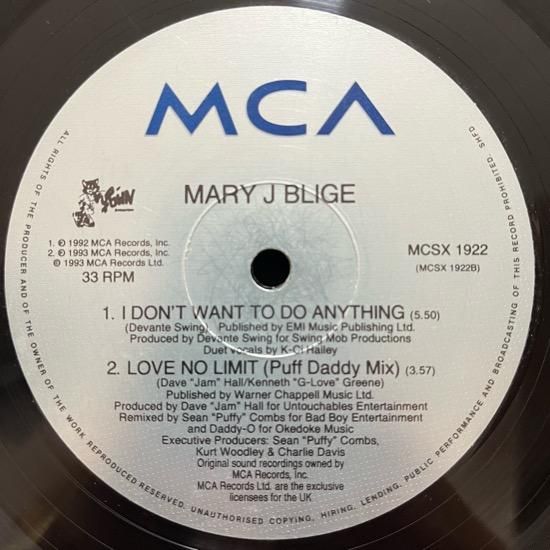 MCA
MARY J BLIGE
1. ℗ 1992 MCA Records, Inc.
2. ℗ 1993 MCA Records, Inc.
© 1993 MCA Records Ltd.
33 RPM
MCSX 1922
(MCSX 1922B)
1. I DON'T WANT TO DO ANYTHING (5.50)
(Devante Swing) Published by EMI Music Publishing Ltd.
Produced by Devante Swing for Swing Mob Productions
Duet vocals by K-Ci Hailey
2. LOVE NO LIMIT (Puff Daddy Mix) (3.57)
(Dave "Jam" Hall/Kenneth "G-Love" Greene)
Published by Warner Chappell Music Ltd.
Produced by Dave "Jam" Hall for Untouchables Entertainment
Remixed by Sean "Puffy" Combs for Bad Boy Entertainment
and Daddy-O for Okedoke Music
Executive Producers: Sean "Puffy" Combs,
Kurt Woodley & Charlie Davis
Original sound recordings owned by
MCA Records, Inc.
MCA Records Ltd. are the exclusive
licensees for the UK
ALL RIGHTS OF THE PRODUCER AND OF THE OWNER OF THE WORK REPRODUCED RESERVED. UNAUTHORISED COPYING, HIRING, LENDING, PUBLIC PERFORMANCE AND BROADCASTING OF THIS RECORD PROHIBITED. SHFD